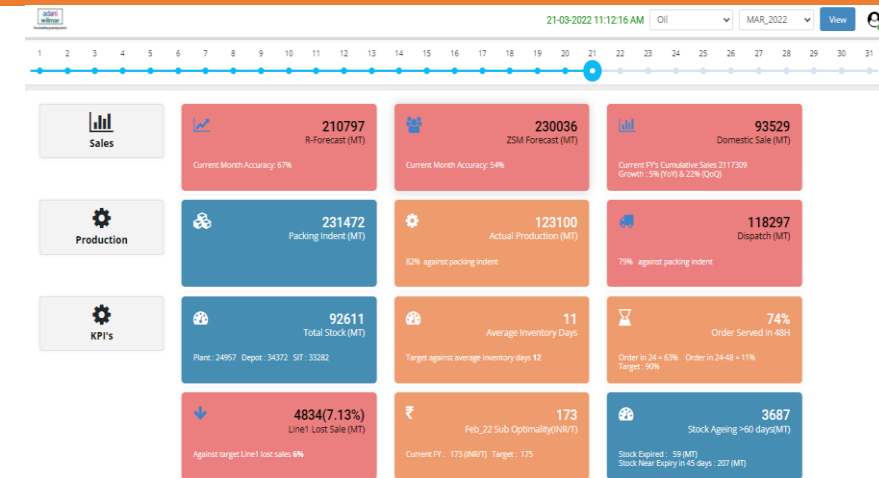 adani
wilmar
21-03-2022 11:12:16 AM
Oil
MAR_2022
View
1 2 3 4 5 6 7 8 9 10 11 12 13 14 15 16 17 18 19 20 21 22 23 24 25 26 27 28 29 30 31
Sales
210797
R-Forecast (MT)
Current Month Accuracy: 67%
230036
ZSM Forecast (MT)
Current Month Accuracy: 54%
93529
Domestic Sale (MT)
Current FY's Cumulative Sales 2117309
Growth : 5% (YoY) & 22% (QoQ)
Production
231472
Packing Indent (MT)
123100
Actual Production (MT)
82% against packing indent
118297
Dispatch (MT)
79% against packing indent
KPI's
92611
Total Stock (MT)
Plant : 24957 Depot : 34372 SIT : 33282
11
Average Inventory Days
Target against average inventory days 12
74%
Order Served in 48H
Order in 24 = 63% Order in 24-48 = 11%
Target : 90%
4834(7.13%)
Line1 Lost Sale (MT)
Against target Line1 lost sales 6%
₹
173
Feb_22 Sub Optimality(INR/T)
Current FY : 173 (INR/T) Target : 175
3687
Stock Ageing >60 days(MT)
Stock Expired : 59 (MT)
Stock Near Expiry in 45 days : 207 (MT)